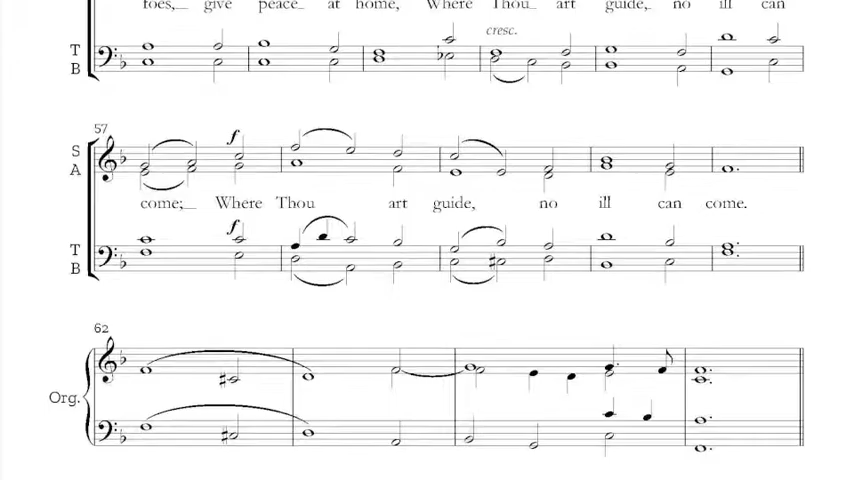 foes, give peace at home, Where Thou art guide, no ill can
cresc.
T
B
57
f
S
A
come; Where Thou art guide, no ill can come.
f
T
B
62
Org.